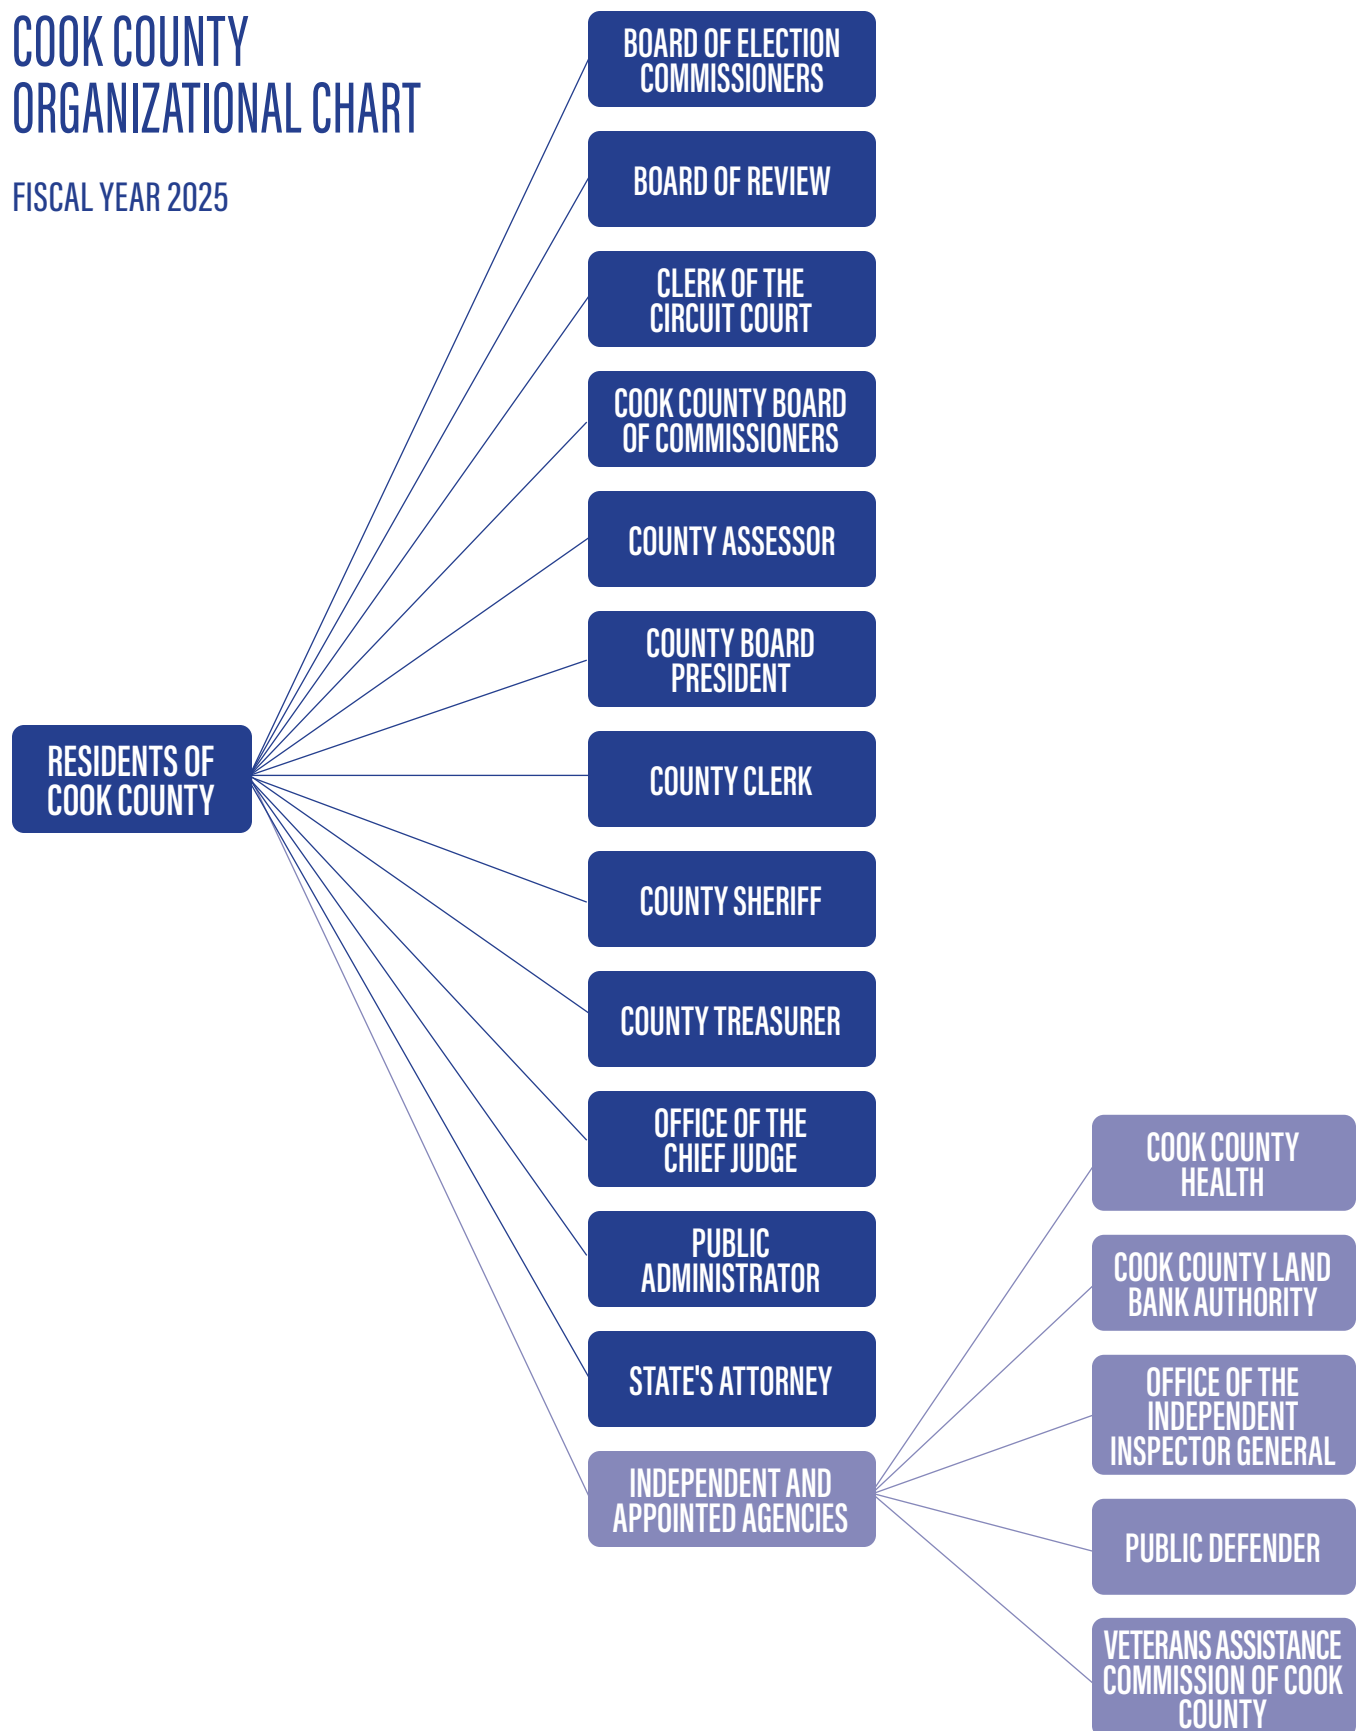 COOK COUNTY
ORGANIZATIONAL CHART
FISCAL YEAR 2025
BOARD OF ELECTION
COMMISSIONERS
BOARD OF REVIEW
CLERK OF THE
CIRCUIT COURT
COOK COUNTY BOARD
OF COMMISSIONERS
COUNTY ASSESSOR
COUNTY BOARD
PRESIDENT
RESIDENTS OF
COOK COUNTY
COUNTY CLERK
COUNTY SHERIFF
COUNTY TREASURER
OFFICE OF THE
CHIEF JUDGE
PUBLIC
ADMINISTRATOR
STATE'S ATTORNEY
INDEPENDENT AND
APPOINTED AGENCIES
COOK COUNTY
HEALTH
COOK COUNTY LAND
BANK AUTHORITY
OFFICE OF THE
INDEPENDENT
INSPECTOR GENERAL
PUBLIC DEFENDER
VETERANS ASSISTANCE
COMMISSION OF COOK
COUNTY